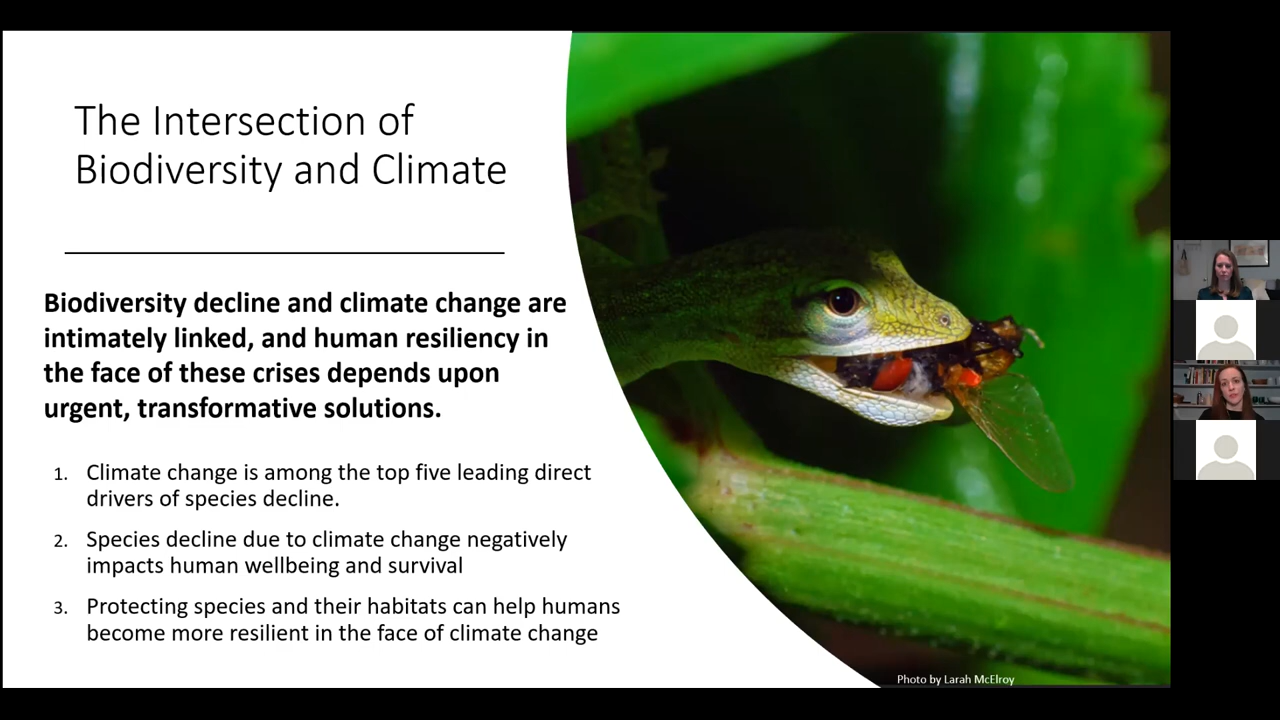 The Intersection of
Biodiversity and Climate
Biodiversity decline and climate change are
intimately linked, and human resiliency in
the face of these crises depends upon
urgent, transformative solutions.
1. Climate change is among the top five leading direct
drivers of species decline.
2. Species decline due to climate change negatively
impacts human wellbeing and survival
3. Protecting species and their habitats can help humans
become more resilient in the face of climate change
Photo by Larah McElroy